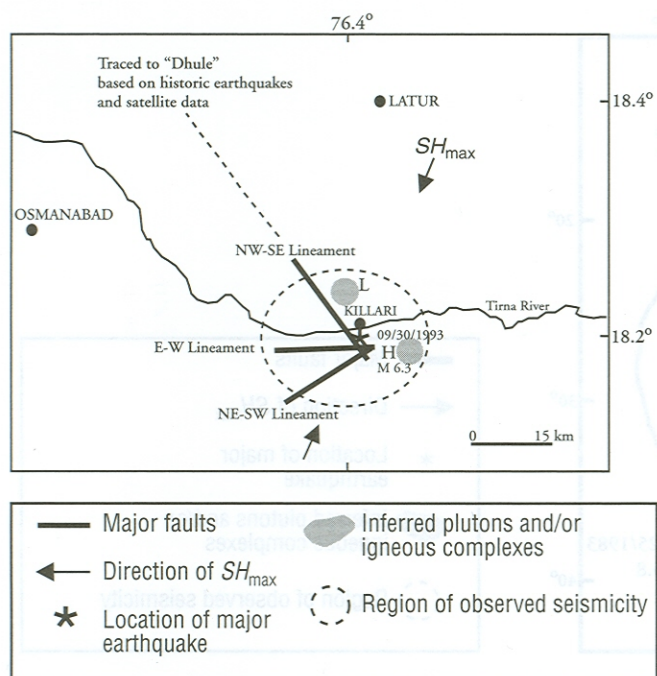 76.4°
Traced to “Dhule”
based on historic earthquakes
and satellite data
LATUR
18.4°
SHmax
OSMANABAD
NW-SE Lineament
L
KILLARI
Tirna River
09/30/1993
18.2°
E-W Lineament
H
M 6.3
NE-SW Lineament
0 15 km
Major faults
Inferred plutons and/or
igneous complexes
Direction of SHmax
Region of observed seismicity
Location of major
earthquake